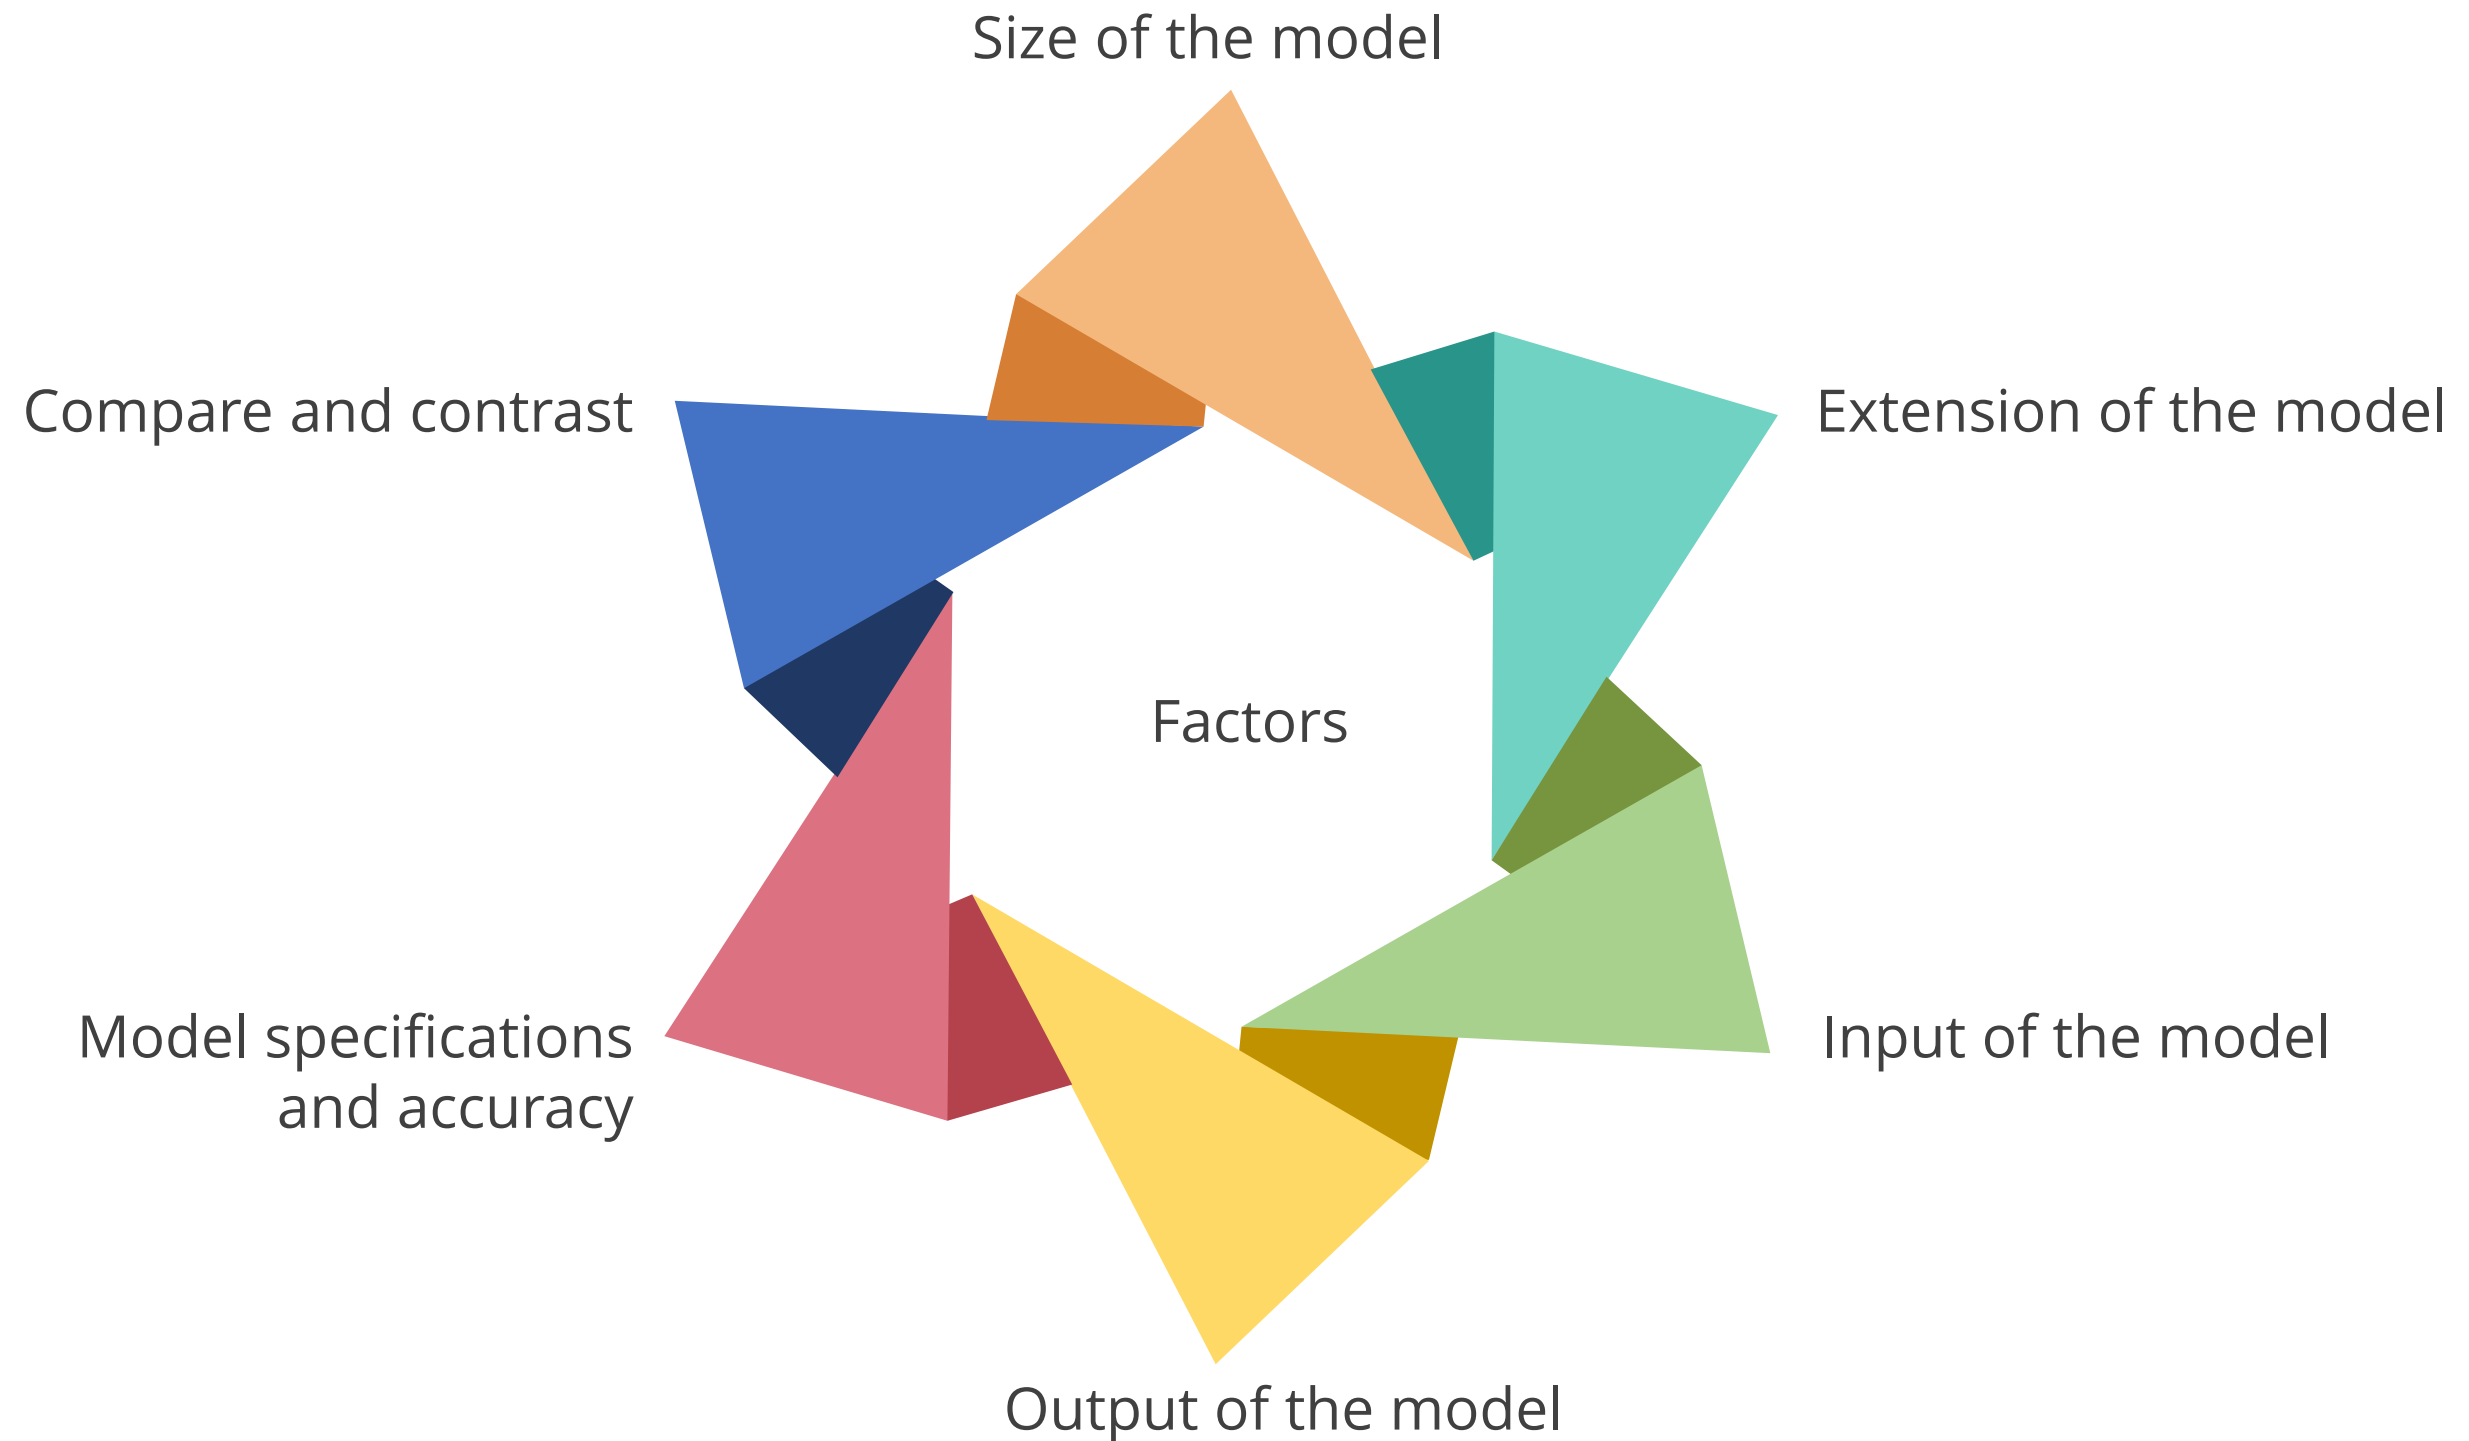 Size of the model
Compare and contrast
Extension of the model
Factors
Model specifications
and accuracy
Input of the model
Output of the model